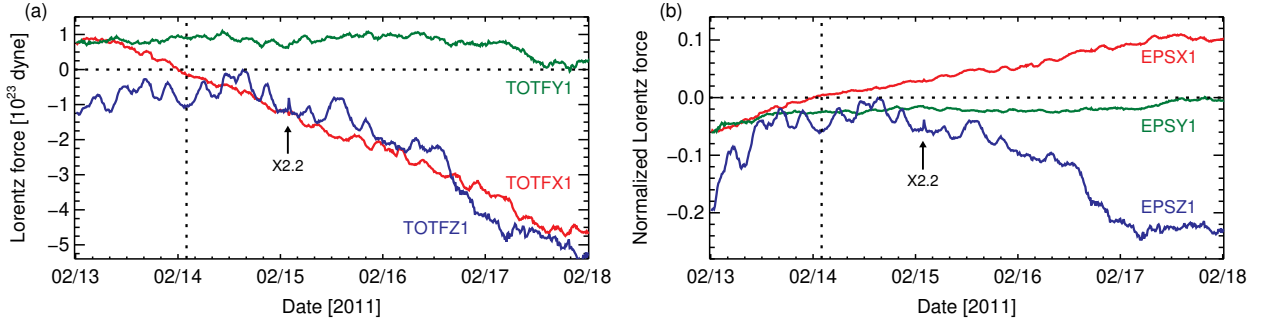 (a)
Lorentz force [10²³ dyne]
1
0
−1
−2
−3
−4
−5
TOTFY1
X2.2
TOTFX1
TOTFZ1
02/13 02/14 02/15 02/16 02/17 02/18
Date [2011]
(b)
Normalized Lorentz force
0.1
0.0
−0.1
−0.2
EPSX1
EPSY1
X2.2
EPSZ1
02/13 02/14 02/15 02/16 02/17 02/18
Date [2011]